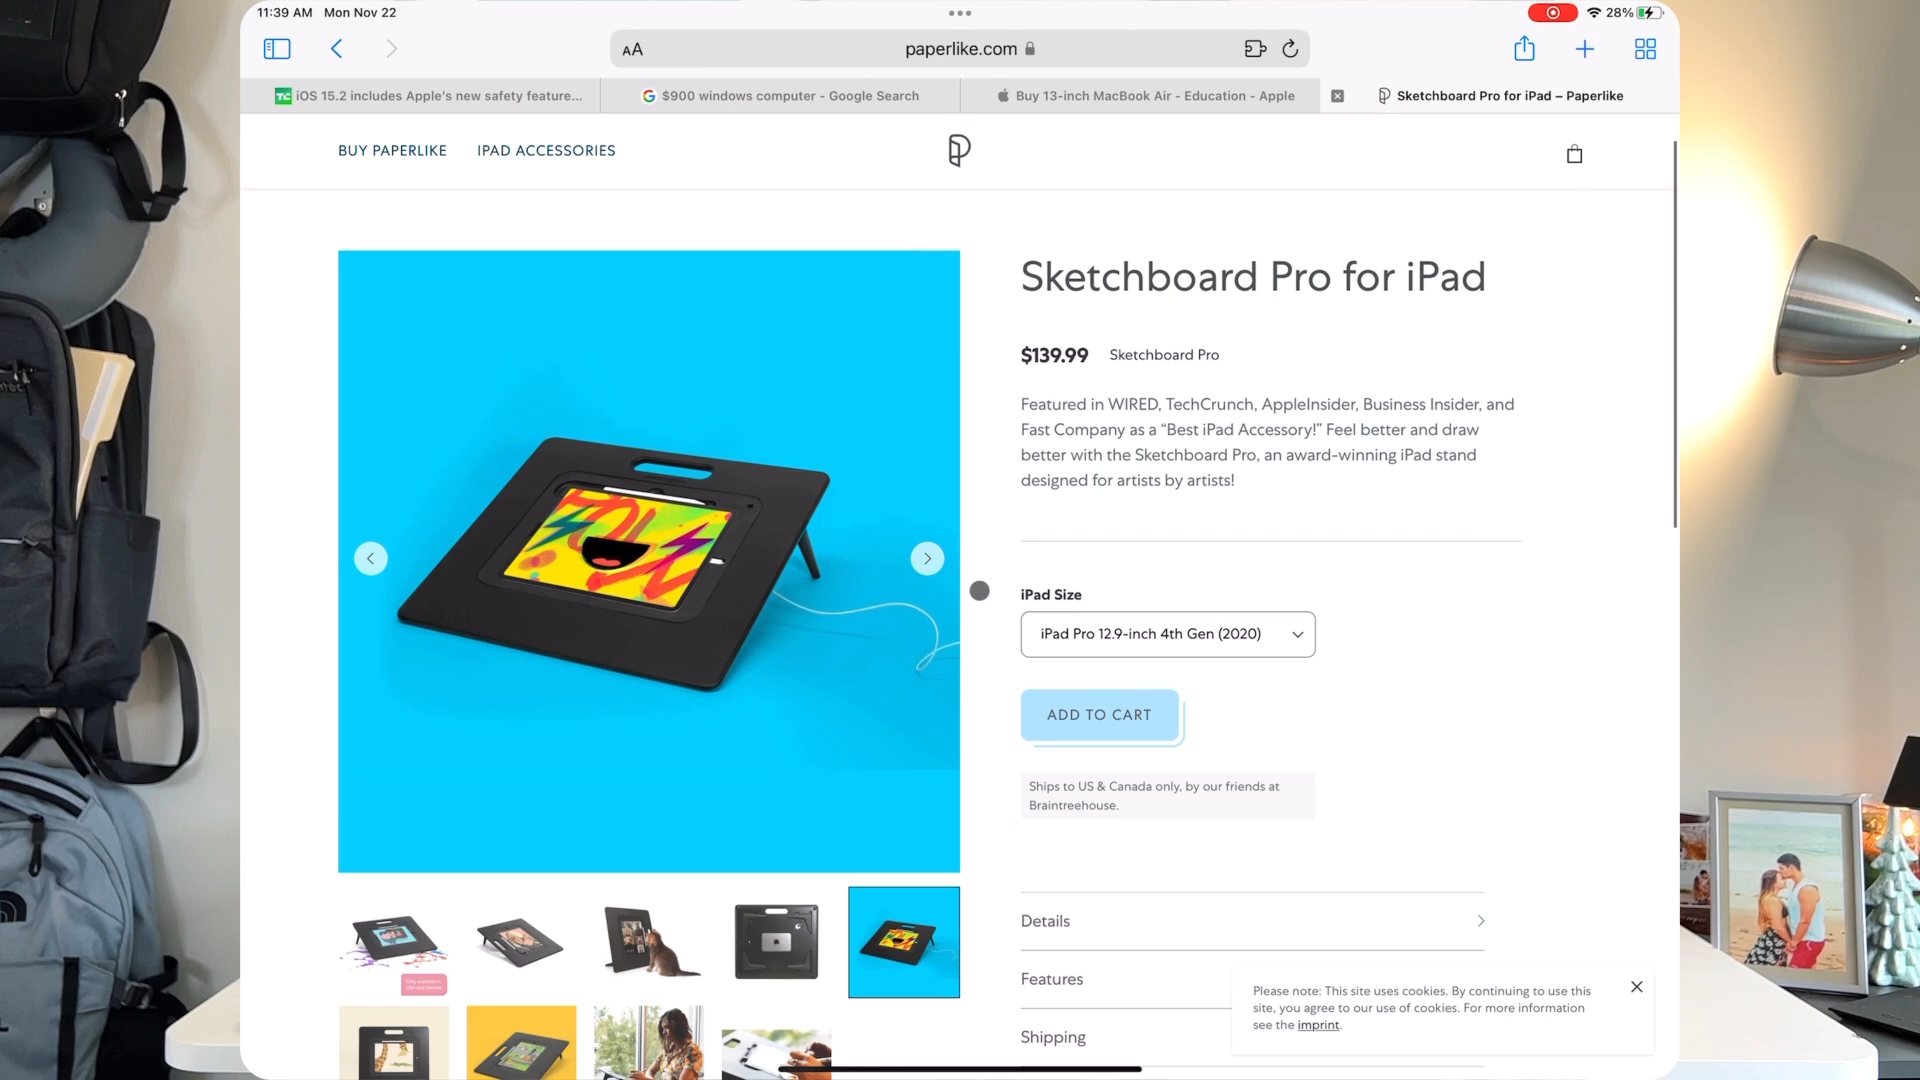 11:39 AM Mon Nov 22
28%
AA
paperlike.com
iOS 15.2 includes Apple's new safety feature...
$900 windows computer - Google Search
Buy 13-inch MacBook Air - Education - Apple
Sketchboard Pro for iPad – Paperlike
BUY PAPERLIKE
IPAD ACCESSORIES
Sketchboard Pro for iPad
$139.99 Sketchboard Pro
Featured in WIRED, TechCrunch, AppleInsider, Business Insider, and
Fast Company as a “Best iPad Accessory!” Feel better and draw
better with the Sketchboard Pro, an award-winning iPad stand
designed for artists by artists!
iPad Size
iPad Pro 12.9-inch 4th Gen (2020)
ADD TO CART
Ships to US & Canada only, by our friends at
Braintreehouse.
Details
Features
Shipping
Please note: This site uses cookies. By continuing to use this
site, you agree to our use of cookies. For more information
see the imprint.